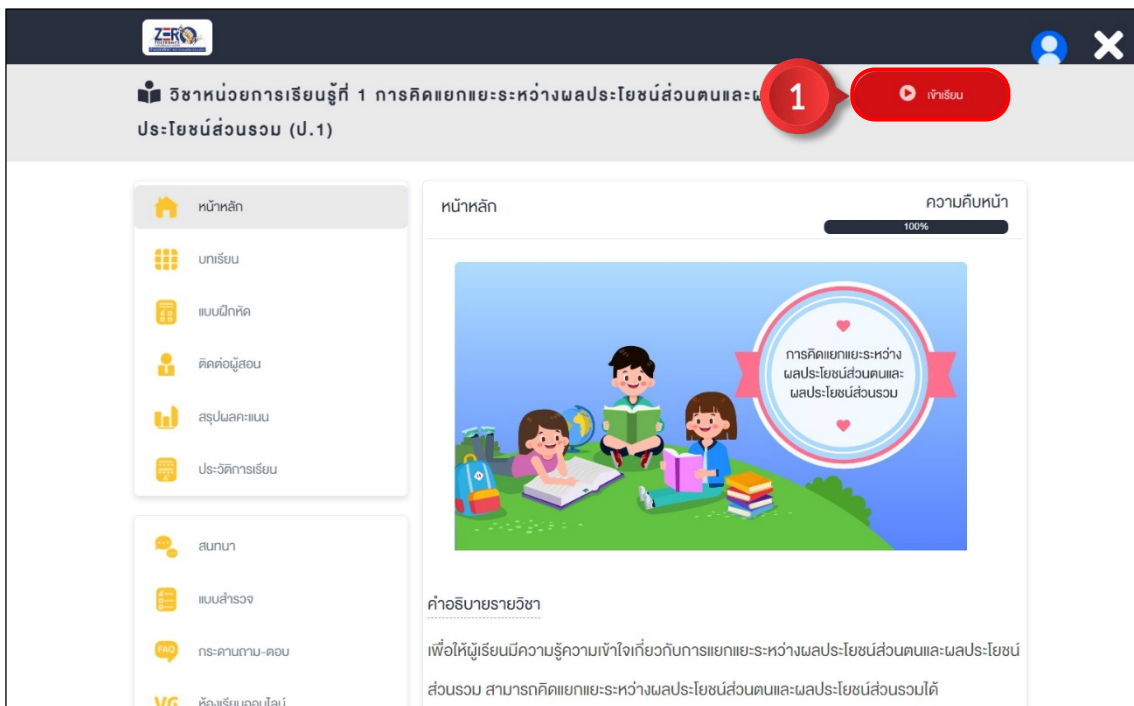 ZERO
วิชาหน่วยการเรียนรู้ที่ 1 การคิดแยกแยะระหว่างผลประโยชน์ส่วนตนและผ
ประโยชน์ส่วนรวม (ป.1)
1
เข้าเรียน
หน้าหลัก
บทเรียน
แบบฝึกหัด
ติดต่อผู้สอน
สรุปผลคะแนน
ประวัติการเรียน
สนทนา
แบบสำรวจ
FAQ
กระดานถาม-ตอบ
VC
ห้องเรียนออนไลน์
หน้าหลัก
ความคืบหน้า
100%
การคิดแยกแยะระหว่าง
ผลประโยชน์ส่วนตนและ
ผลประโยชน์ส่วนรวม
คำอธิบายรายวิชา
เพื่อให้ผู้เรียนมีความรู้ความเข้าใจเกี่ยวกับการแยกแยะระหว่างผลประโยชน์ส่วนตนและผลประโยชน์
ส่วนรวม สามารถคิดแยกแยะระหว่างผลประโยชน์ส่วนตนและผลประโยชน์ส่วนรวมได้